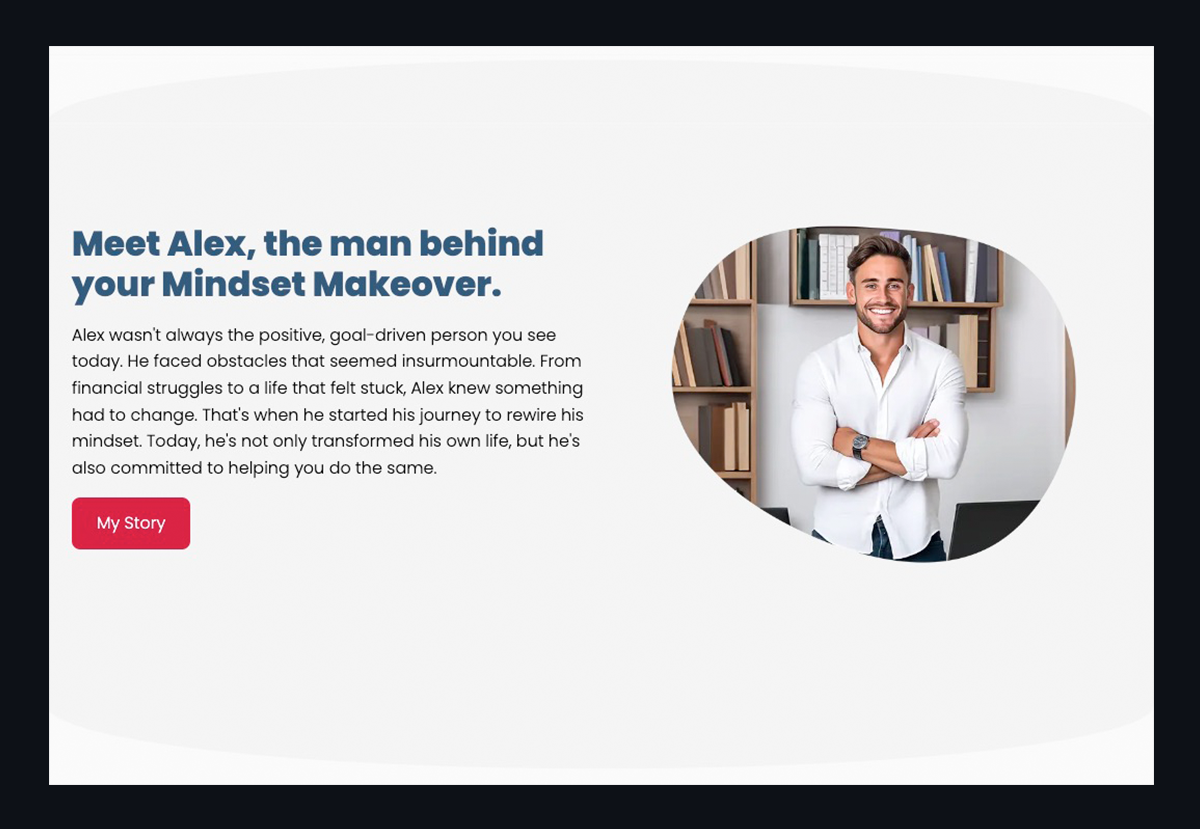 Meet Alex, the man behind
your Mindset Makeover.
Alex wasn't always the positive, goal-driven person you see
today. He faced obstacles that seemed insurmountable. From
financial struggles to a life that felt stuck, Alex knew something
had to change. That's when he started his journey to rewire his
mindset. Today, he's not only transformed his own life, but he's
also committed to helping you do the same.
My Story